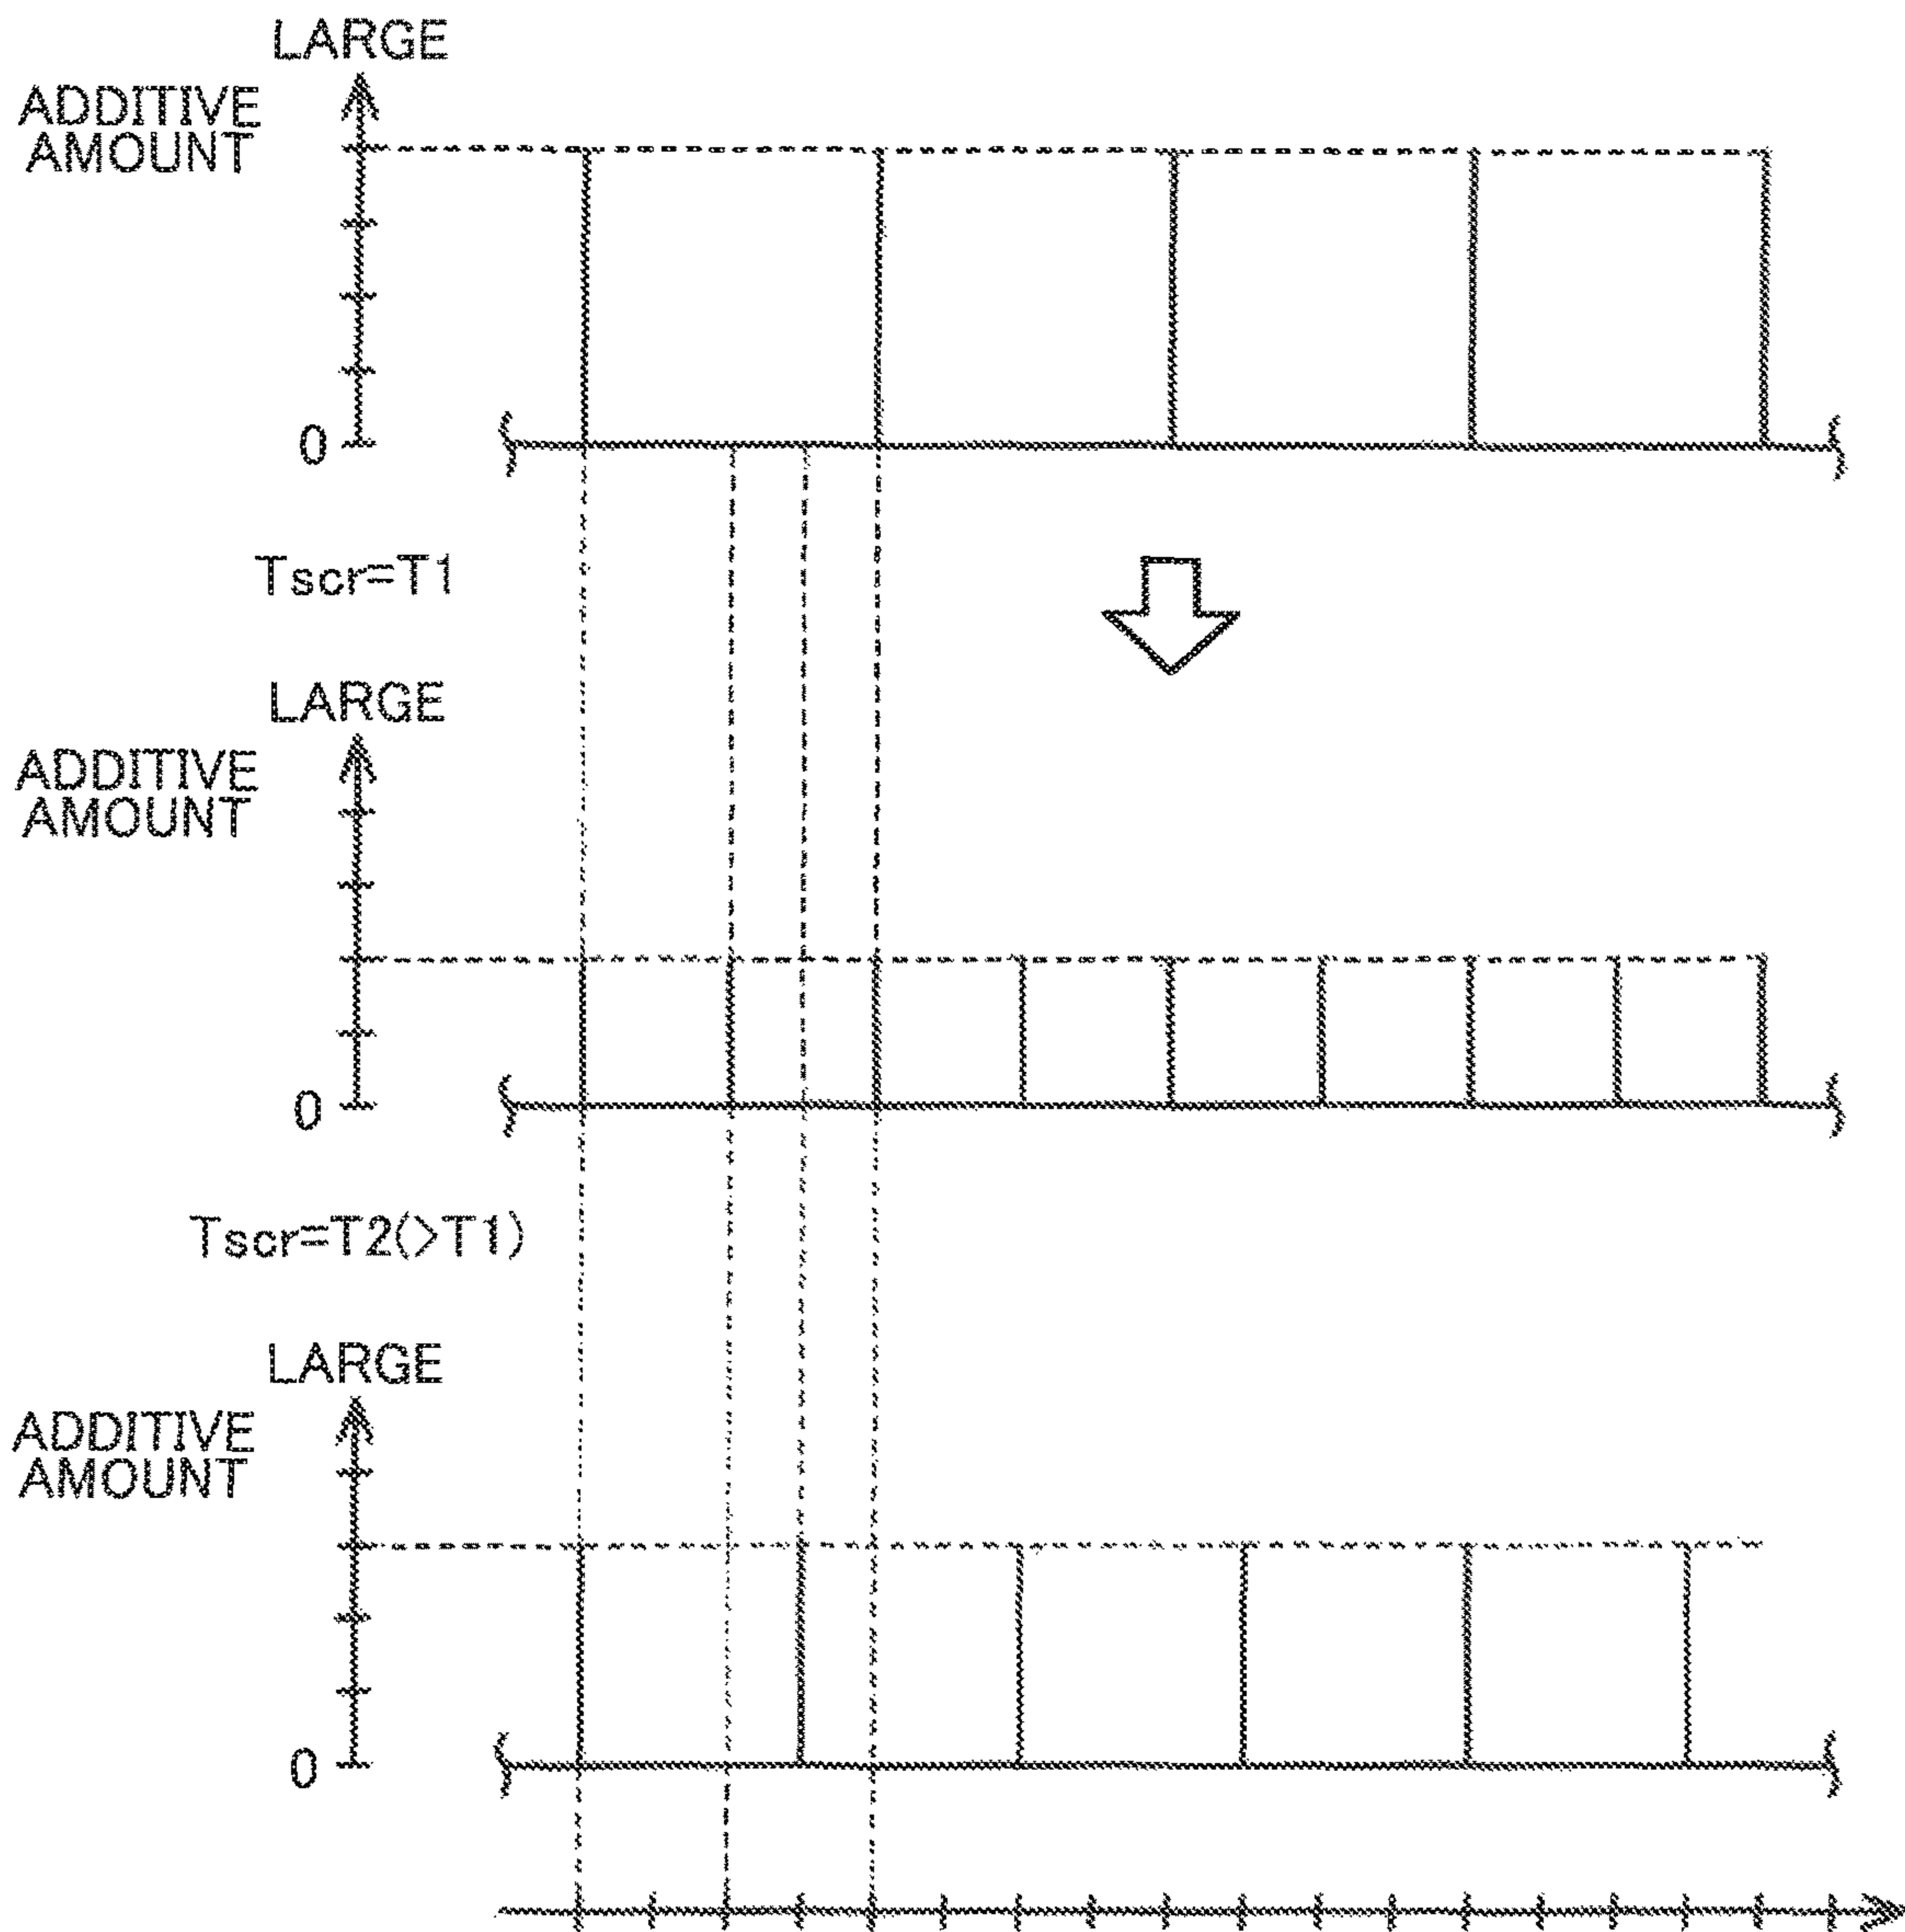 LARGE
ADDITIVE
AMOUNT
0
Tscr=T1
LARGE
ADDITIVE
AMOUNT
0
Tscr=T2(>T1)
LARGE
ADDITIVE
AMOUNT
0